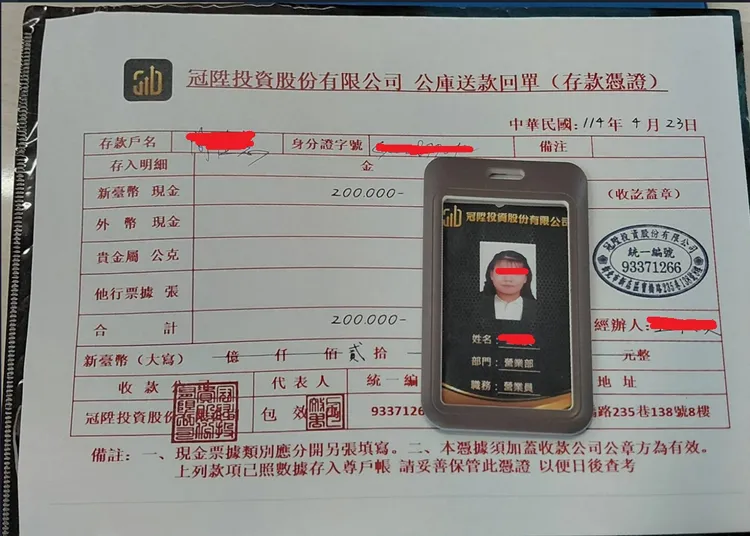 冠陞投資股份有限公司 公庫送款回單（存款憑證）
中華民國:114年4月23日
存款戶名 身分證字號 備注
存入明細 金
新臺幣 現金 200.000- （收訖蓋章）
外幣 現金
貴金屬 公克
他行票據 張
合計 200.000-
經辦人:
新臺幣（大寫） 億 仟 佰 貳 拾 元整
收款 代表人 統一編 地址
冠陞投資股份 包 效 9337126 路235巷138號8樓
備註：一、現金票據類別應分開另張填寫。二、本憑據須加蓋收款公司公章方為有效。
上列款項已照數據存入尊戶帳 請妥善保管此憑證 以便日後查考
冠陞投資股份有限公司
統一編號
93371266
冠陞投資股份有限公司
姓名：
部門：營業部
職務：營業員